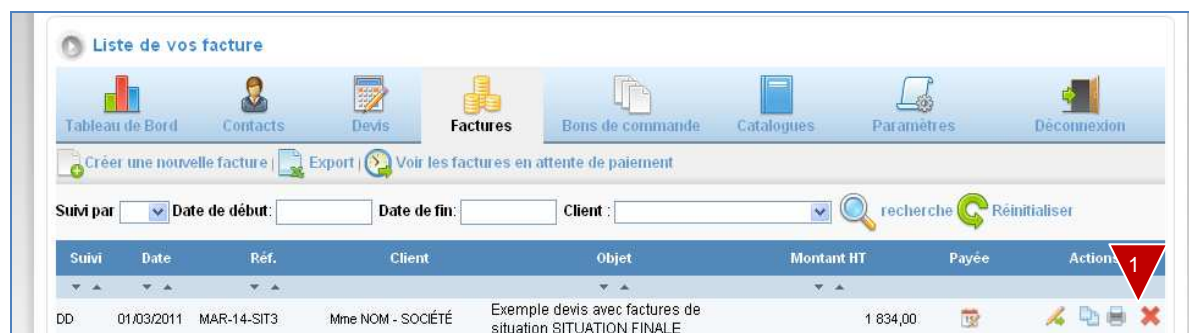 Liste de vos facture
Tableau de Bord Contacts Devis Factures Bons de commande Catalogues Paramètres Déconnexion
Créer une nouvelle facture | Export | Voir les factures en attente de paiement
Suivi par Date de début: Date de fin: Client : recherche Réinitialiser
Suivi Date Réf. Client Objet Montant HT Payée Actions 1
DD 01/03/2011 MAR-14-SIT3 Mme NOM - SOCIÉTÉ Exemple devis avec factures de 1 834,00
situation SITUATION FINALE